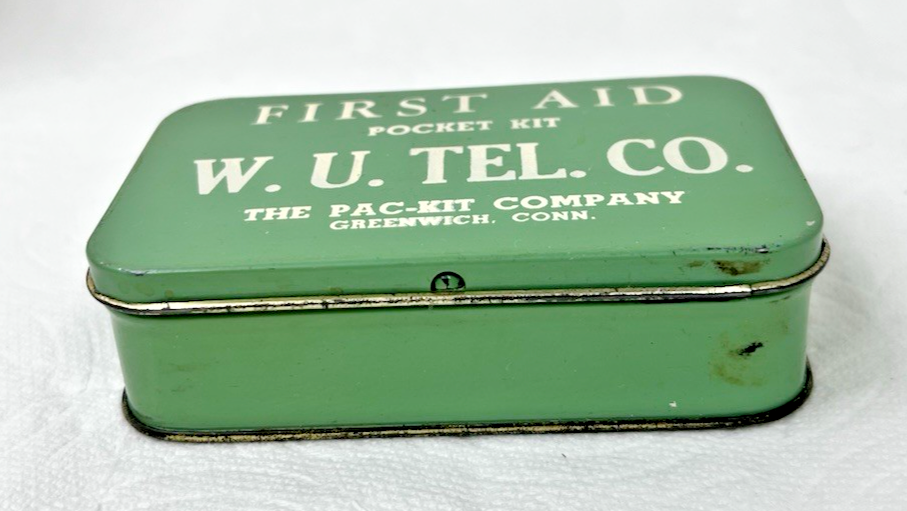 FIRST AID
POCKET KIT
W. U. TEL. CO.
THE PAC-KIT COMPANY
GREENWICH, CONN.